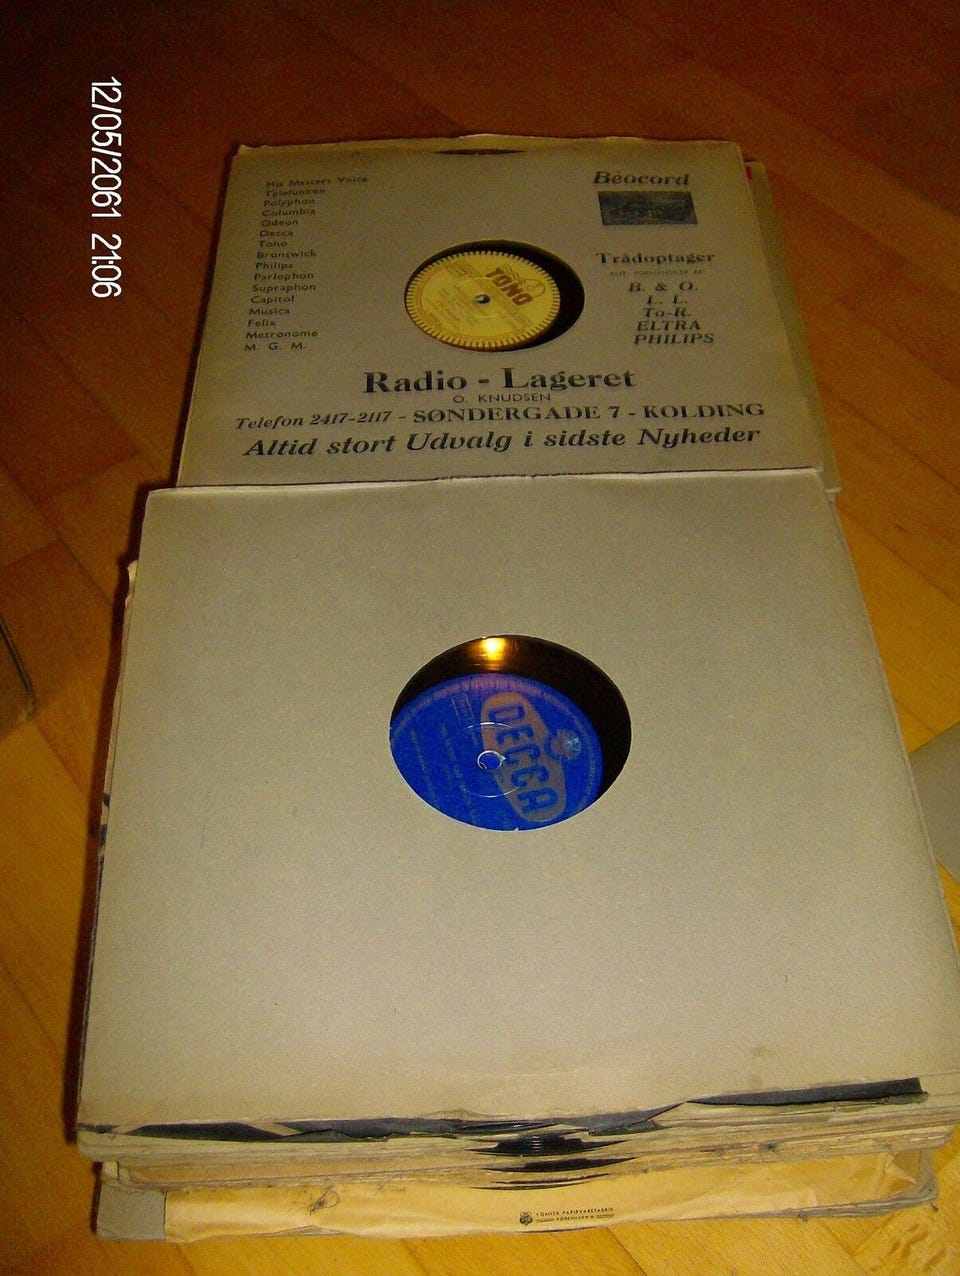 12/05/2061 21:06
His Masters Voice
Telefunken
Polyphon
Columbia
Odeon
Decca
Tono
Brunswick
Philips
Parlophon
Supraphon
Capitol
Musica
Felix
Metronome
M. G. M.
Beocord
Trådoptager
B. & O.
L. L.
To-R.
ELTRA
PHILIPS
TONO
Radio - Lageret
O. KNUDSEN
Telefon 2417-2117 - SØNDERGADE 7 - KOLDING
Altid stort Udvalg i sidste Nyheder
DECCA
DANSK PAPIRVAREFABRIK